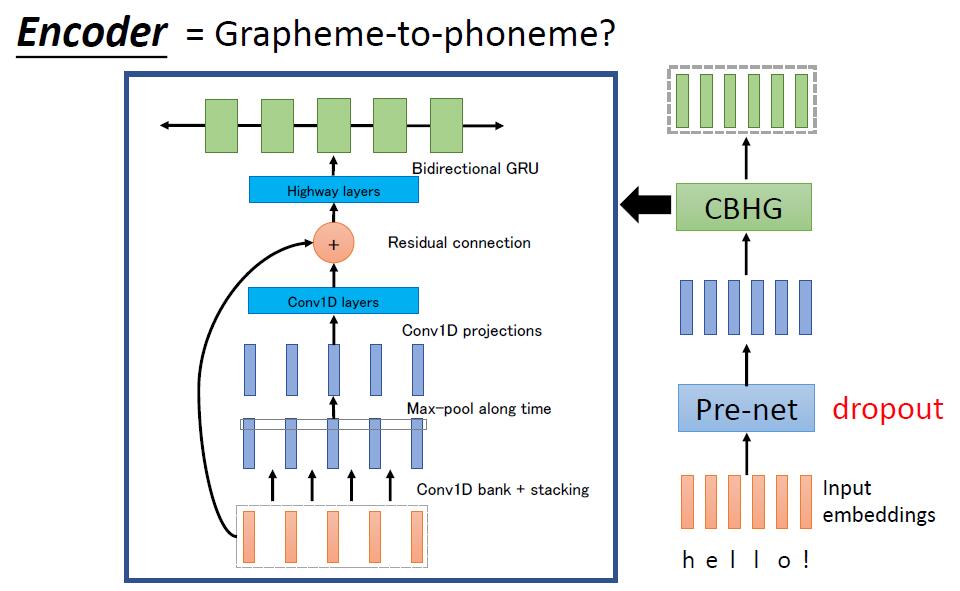 Encoder = Grapheme-to-phoneme?
Bidirectional GRU
Highway layers
+
Residual connection
Conv1D layers
Conv1D projections
Max-pool along time
Conv1D bank + stacking
CBHG
Pre-net
dropout
Input
embeddings
h e l l o !